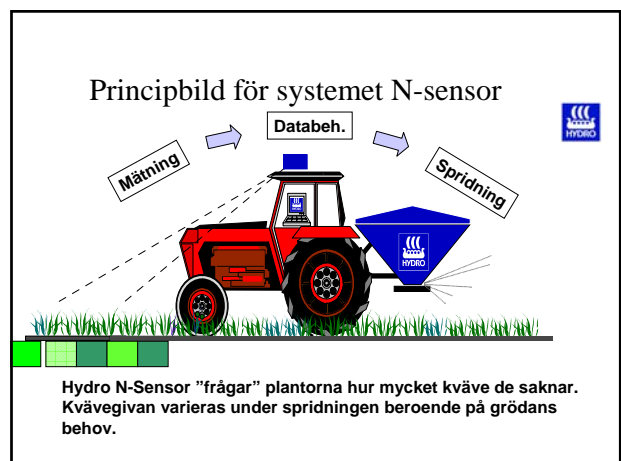 Principbild för systemet N-sensor
Mätning
Databeh.
Spridning
HYDRO
HYDRO
Hydro N-Sensor ”frågar” plantorna hur mycket kväve de saknar.
Kvävegivan varieras under spridningen beroende på grödans
behov.